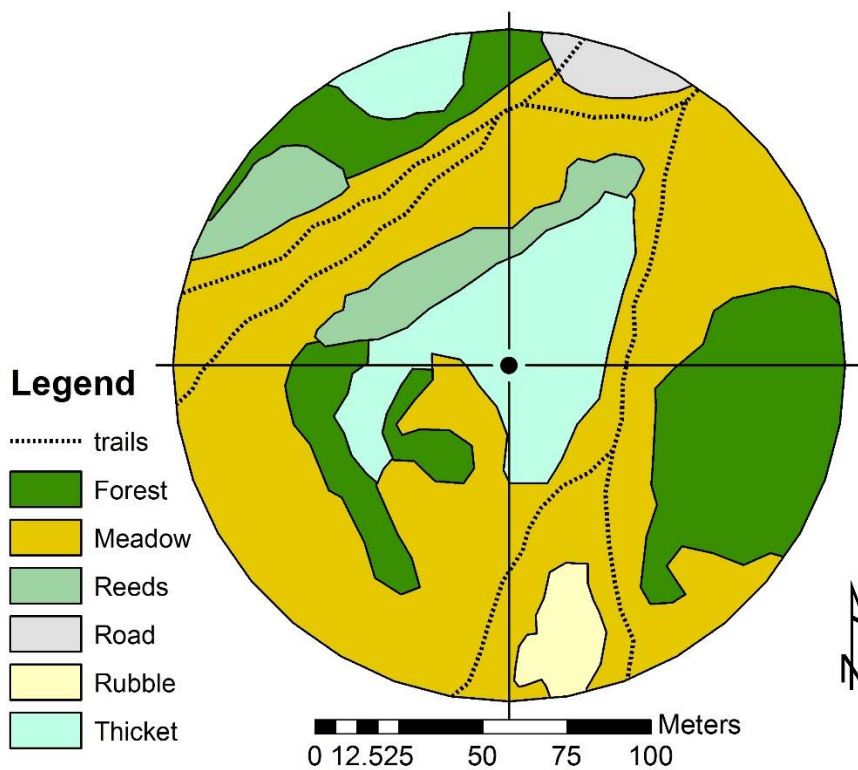 Legend
trails
Forest
Meadow
Reeds
Road
Rubble
Thicket
Meters
0 12.525 50 75 100
N